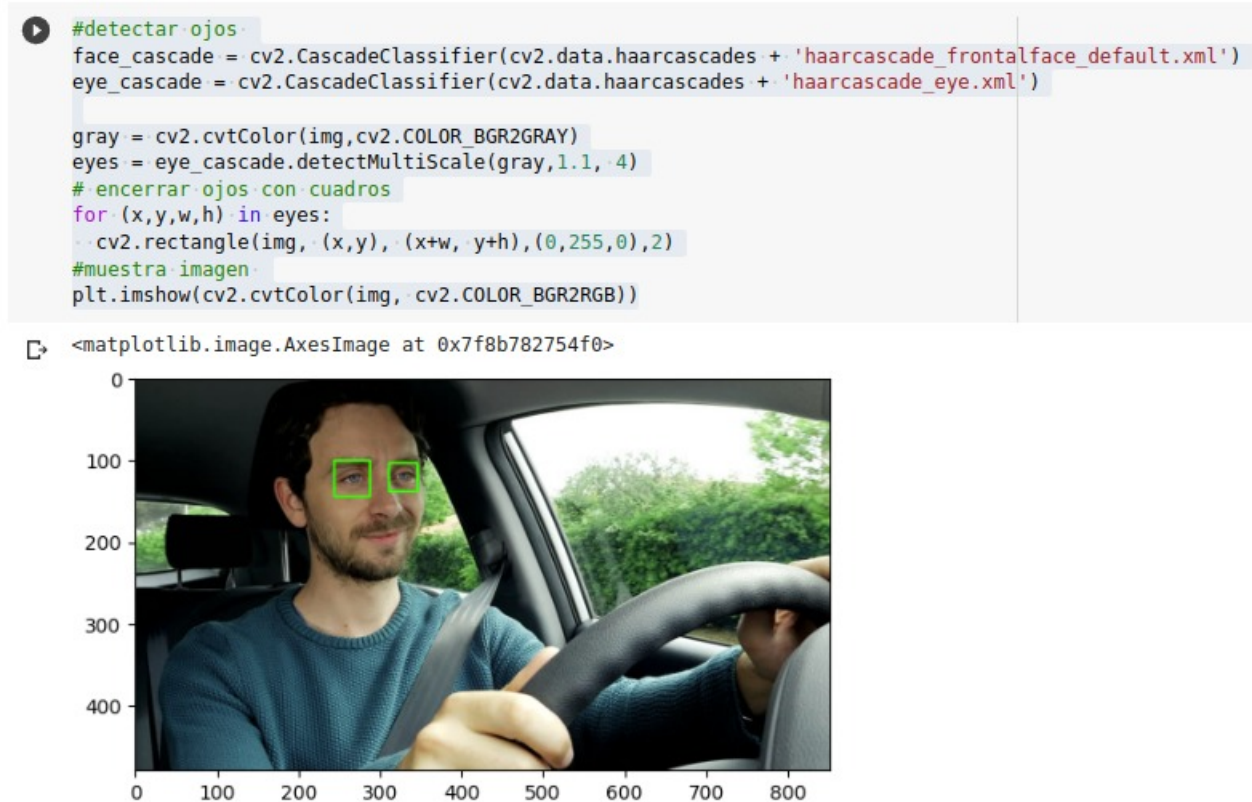 #detectar ojos
face_cascade = cv2.CascadeClassifier(cv2.data.haarcascades + 'haarcascade_frontalface_default.xml')
eye_cascade = cv2.CascadeClassifier(cv2.data.haarcascades + 'haarcascade_eye.xml')
gray = cv2.cvtColor(img,cv2.COLOR_BGR2GRAY)
eyes = eye_cascade.detectMultiScale(gray,1.1, 4)
# encerrar ojos con cuadros
for (x,y,w,h) in eyes:
  cv2.rectangle(img, (x,y), (x+w, y+h),(0,255,0),2)
#muestra imagen
plt.imshow(cv2.cvtColor(img, cv2.COLOR_BGR2RGB))
<matplotlib.image.AxesImage at 0x7f8b782754f0>
0
100
200
300
400
0 100 200 300 400 500 600 700 800